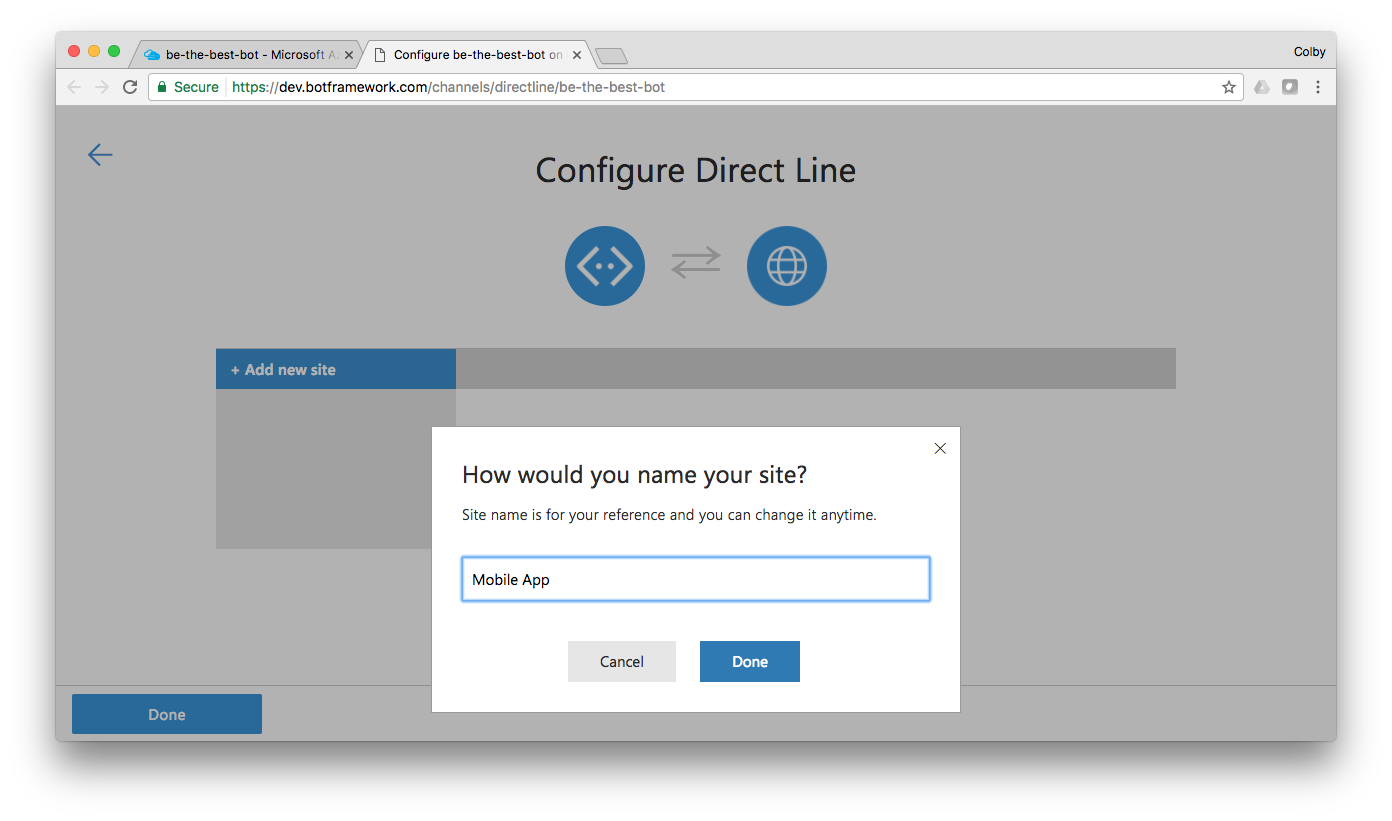 be-the-best-bot - Microsoft A
Configure be-the-best-bot on
Colby
Secure
https://dev.botframework.com/channels/directline/be-the-best-bot
Configure Direct Line
+ Add new site
How would you name your site?
Site name is for your reference and you can change it anytime.
Mobile App
Cancel
Done
Done